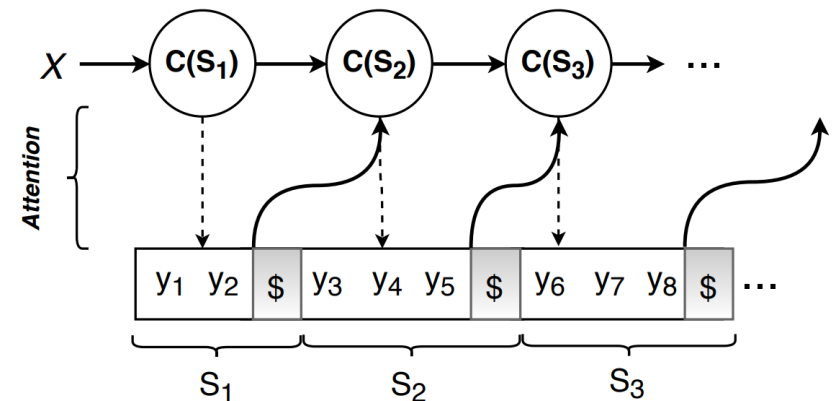 X C(S₁) C(S₂) C(S₃) ...
Attention
y₁ y₂ $ y₃ y₄ y₅ $ y₆ y₇ y₈ $ ...
S₁ S₂ S₃